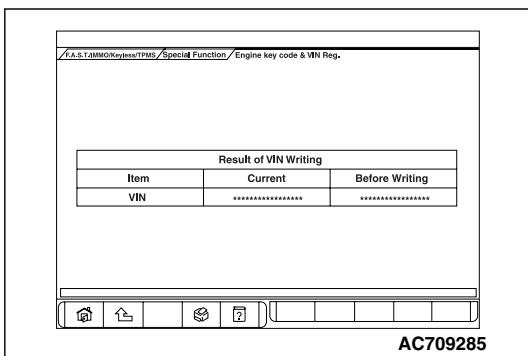 F.A.S.T./IMMO/Keyless/TPMS Special Function Engine key code & VIN Reg.
Result of VIN Writing
Item Current Before Writing
VIN ***************** *****************
?
AC709285